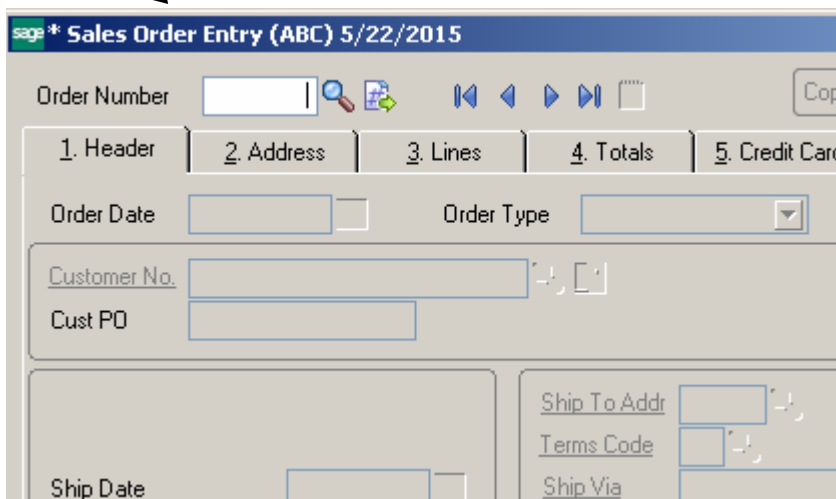 sage * Sales Order Entry (ABC) 5/22/2015
Order Number Cop
1. Header 2. Address 3. Lines 4. Totals 5. Credit Card
Order Date Order Type
Customer No.
Cust PO
Ship To Addr
Terms Code
Ship Date Ship Via